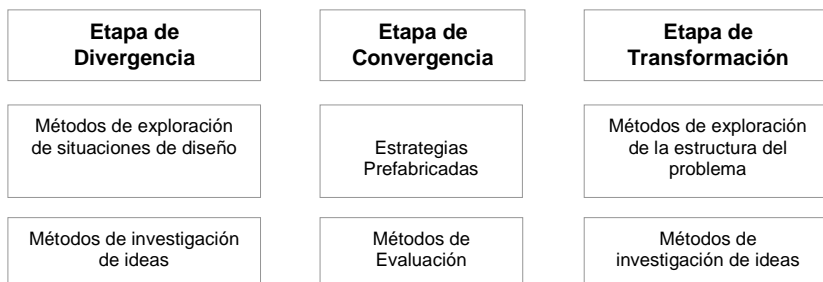 Etapa de
Divergencia
Etapa de
Convergencia
Etapa de
Transformación
Métodos de exploración
de situaciones de diseño
Estrategias
Prefabricadas
Métodos de exploración
de la estructura del
problema
Métodos de investigación
de ideas
Métodos de
Evaluación
Métodos de
investigación de ideas